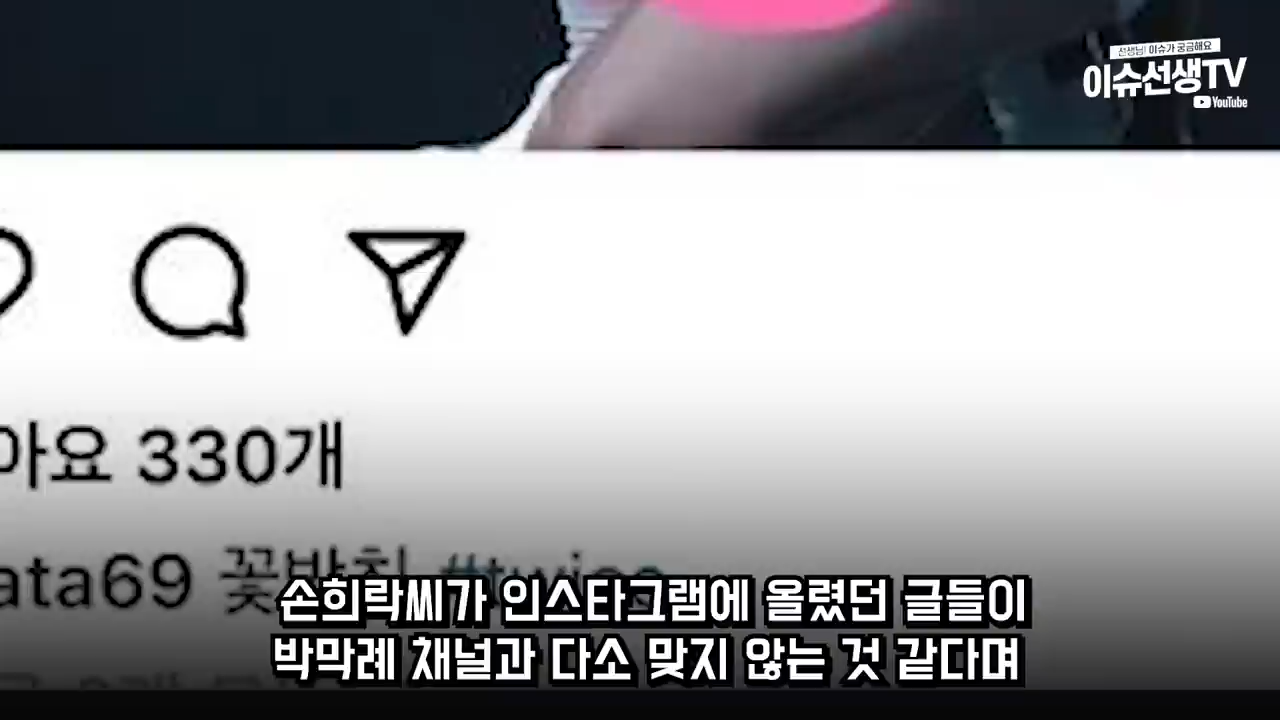 선생님! 이슈가 궁금해요
이슈선생TV
YouTube
아요 330개
ata69 꽃받침 #twice
손희락씨가 인스타그램에 올렸던 글들이
박막례 채널과 다소 맞지 않는 것 같다며